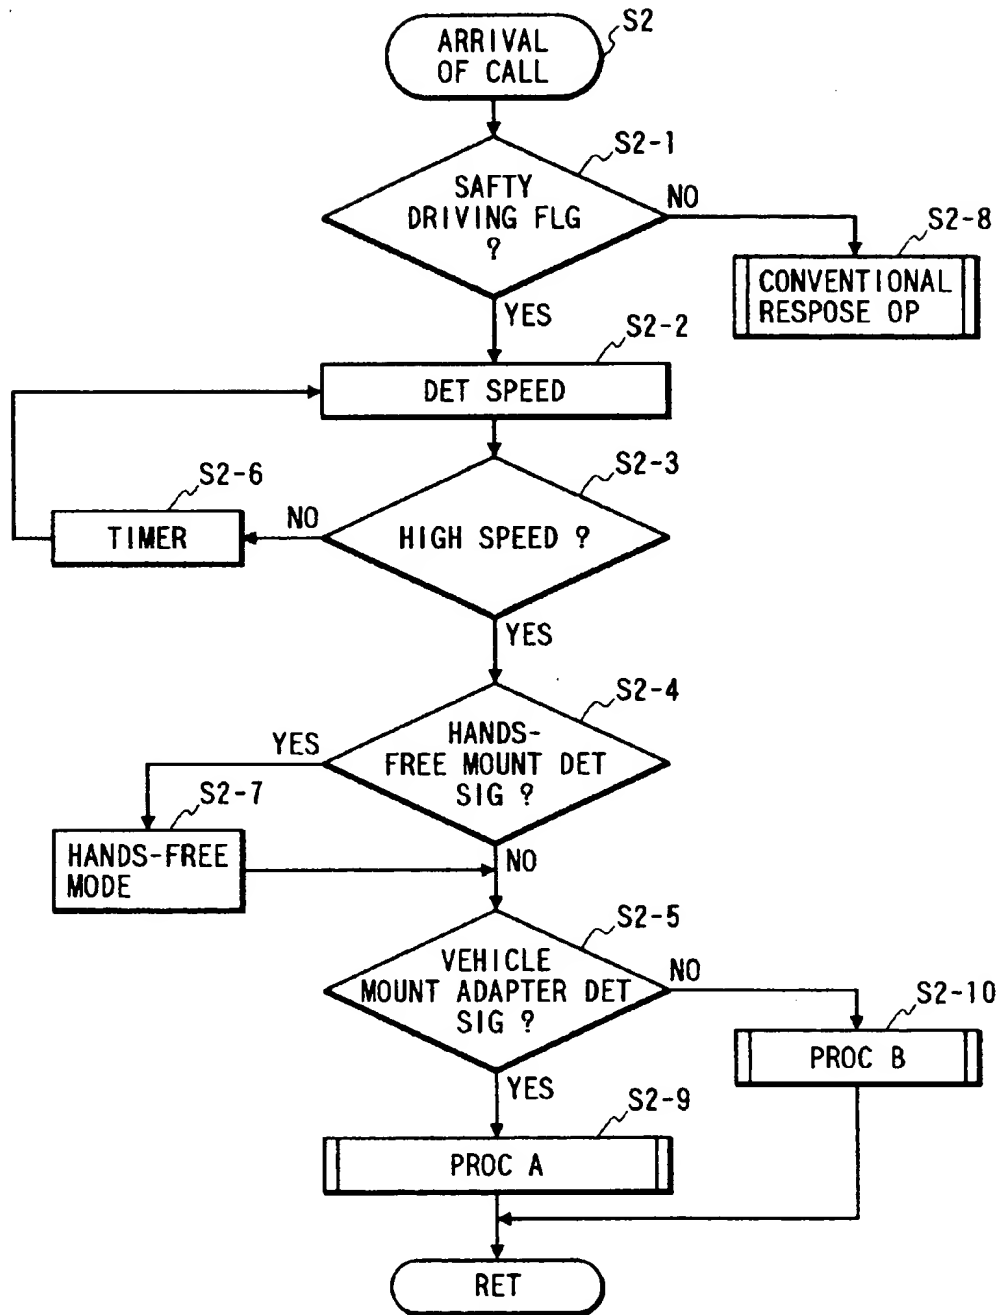 S2
ARRIVAL
OF CALL
S2-1
SAFTY
DRIVING FLG
?
NO
S2-8
CONVENTIONAL
RESPOSE OP
YES
S2-2
DET SPEED
S2-3
S2-6
NO
TIMER
HIGH SPEED ?
YES
S2-4
YES
HANDS-
FREE MOUNT DET
SIG ?
S2-7
HANDS-FREE
MODE
NO
S2-5
VEHICLE
MOUNT ADAPTER DET
SIG ?
NO
S2-10
PROC B
YES
S2-9
PROC A
RET